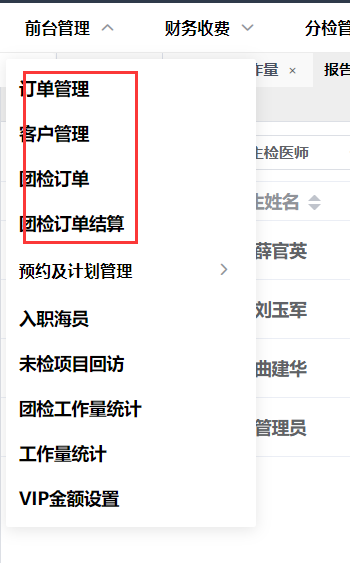 前台管理 财务收费 分检管
作量 × 报告
订单管理
客户管理 主检医师
团检订单
团检订单结算 生姓名
薛官英
预约及计划管理
入职海员 刘玉军
未检项目回访 曲建华
团检工作量统计
管理员
工作量统计
VIP金额设置